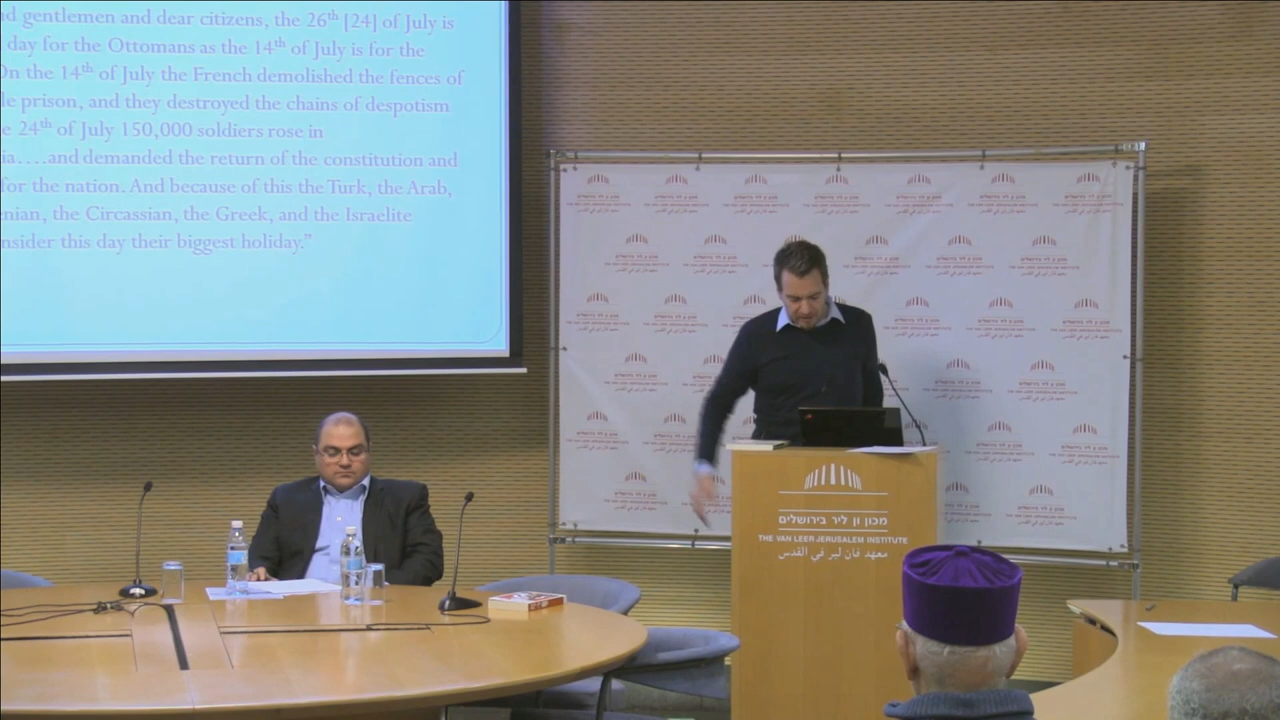 d gentlemen and dear citizens, the 26th [24] of July is
day for the Ottomans as the 14th of July is for the
On the 14th of July the French demolished the fences of
le prison, and they destroyed the chains of despotism
e 24th of July 150,000 soldiers rose in
ia....and demanded the return of the constitution and
for the nation. And because of this the Turk, the Arab,
enian, the Circassian, the Greek, and the Israelite
nsider this day their biggest holiday.”
מכון ון ליר בירושלים
THE VAN LEER JERUSALEM INSTITUTE
معهد فان لير في القدس